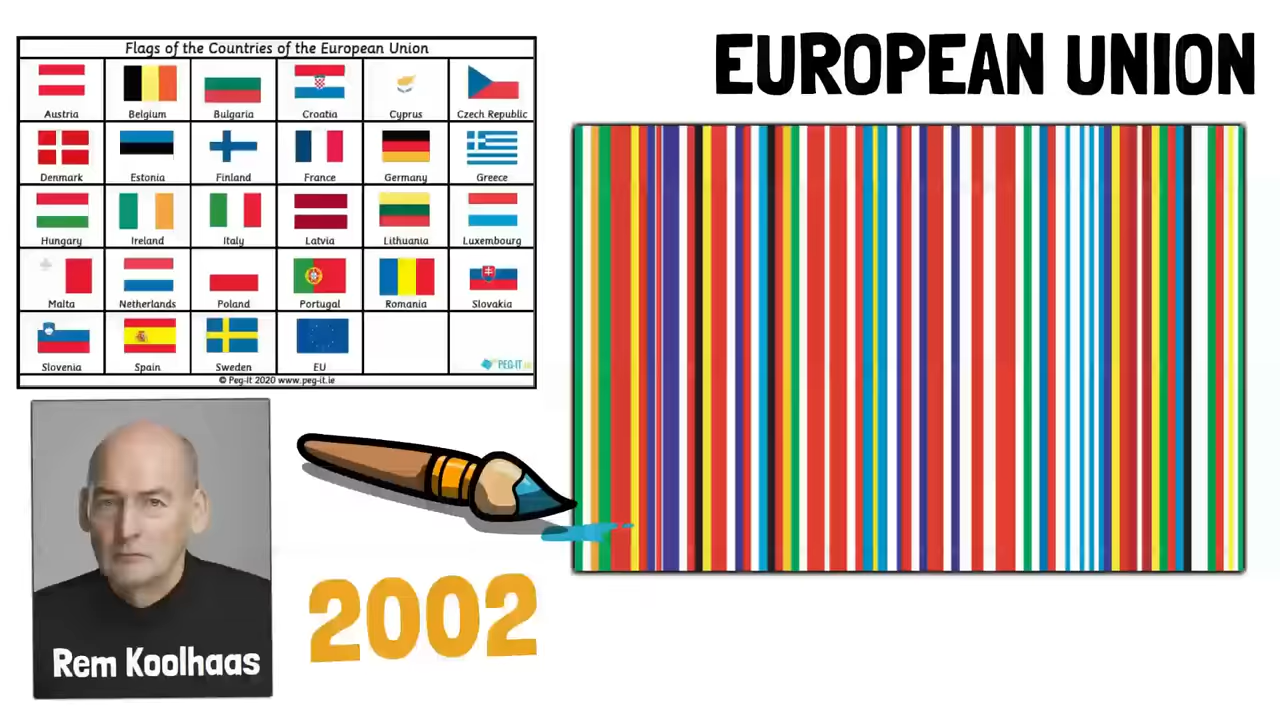 Flags of the Countries of the European Union
Austria Belgium Bulgaria Croatia Cyprus Czech Republic
Denmark Estonia Finland France Germany Greece
Hungary Ireland Italy Latvia Lithuania Luxembourg
Malta Netherlands Poland Portugal Romania Slovakia
Slovenia Spain Sweden EU
PEG-IT
© Peg-It 2020 www.peg-it.ie
EUROPEAN UNION
Rem Koolhaas
2002